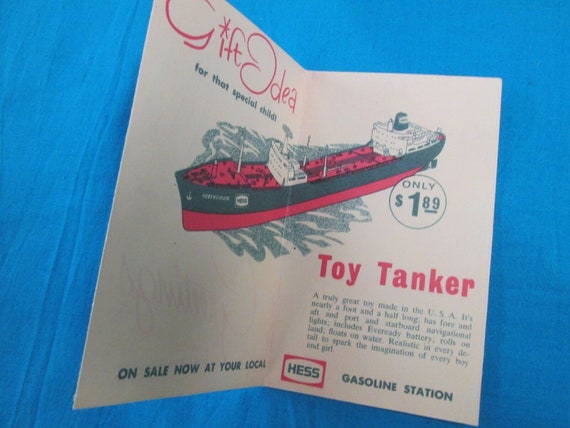 Gift Idea
for that special child!
HESS
ONLY
$1.89
Toy Tanker
A truly great toy made in the U. S. A. It's
nearly a foot and a half long; has fore and
aft and port and starboard navigational
lights; includes Eveready battery; rolls on
land; floats on water. Realistic in every de-
tail to spark the imagination of every boy
and girl.
ON SALE NOW AT YOUR LOCAL HESS GASOLINE STATION